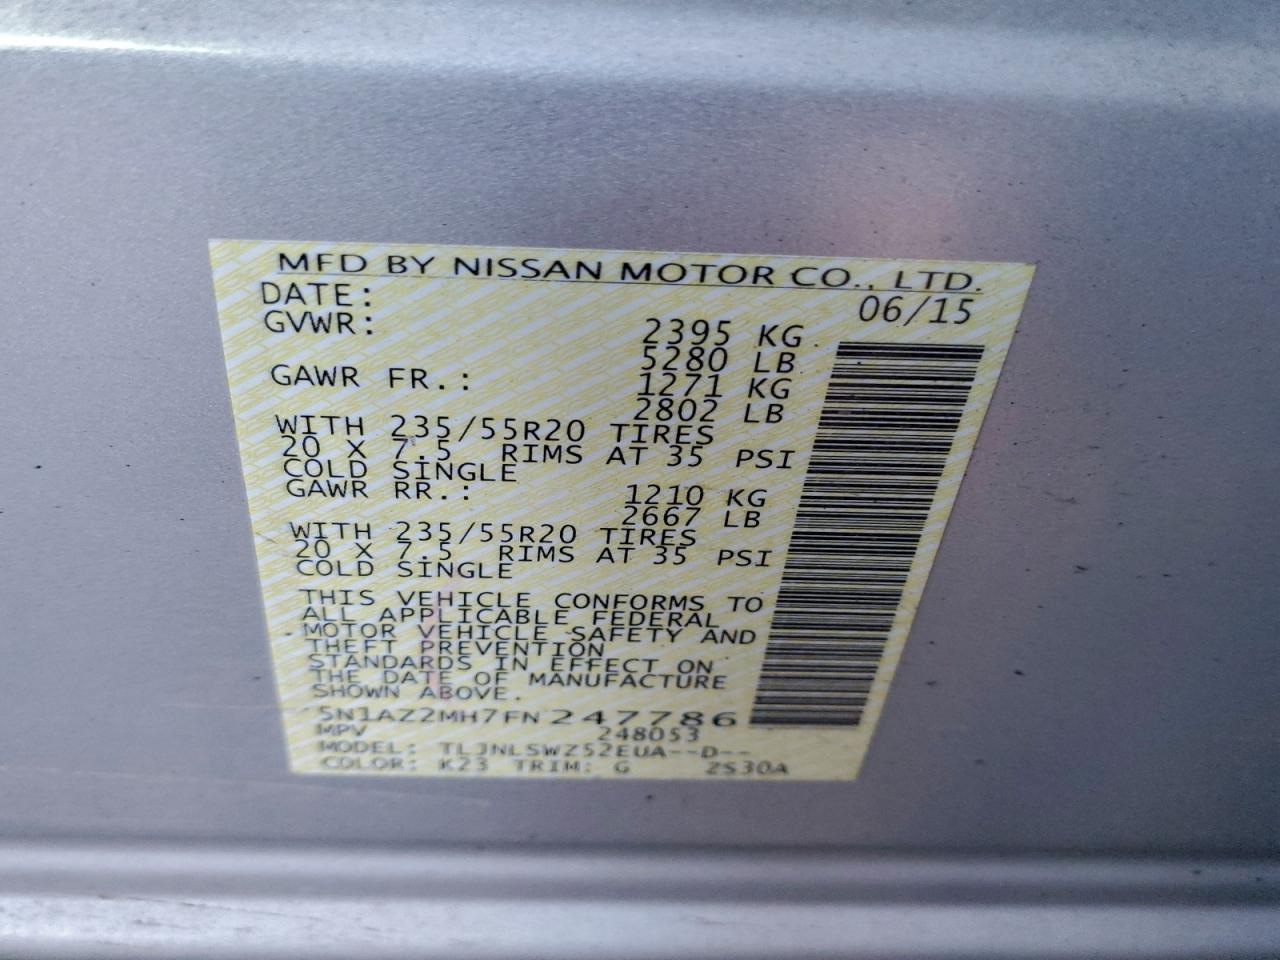 MFD BY NISSAN MOTOR CO., LTD.
DATE: 06/15
GVWR: 2395 KG
5280 LB
GAWR FR.: 1271 KG
2802 LB
WITH 235/55R20 TIRES
20 X 7.5 RIMS AT 35 PSI
COLD SINGLE
GAWR RR.: 1210 KG
2667 LB
WITH 235/55R20 TIRES
20 X 7.5 RIMS AT 35 PSI
COLD SINGLE
THIS VEHICLE CONFORMS TO
ALL APPLICABLE FEDERAL
MOTOR VEHICLE SAFETY AND
THEFT PREVENTION
STANDARDS IN EFFECT ON
THE DATE OF MANUFACTURE
SHOWN ABOVE.
5N1AZ2MH7FN247786
MPV 248053
MODEL: TLJNLSWZ52EUA--D--
COLOR: K23 TRIM: G 2S30A